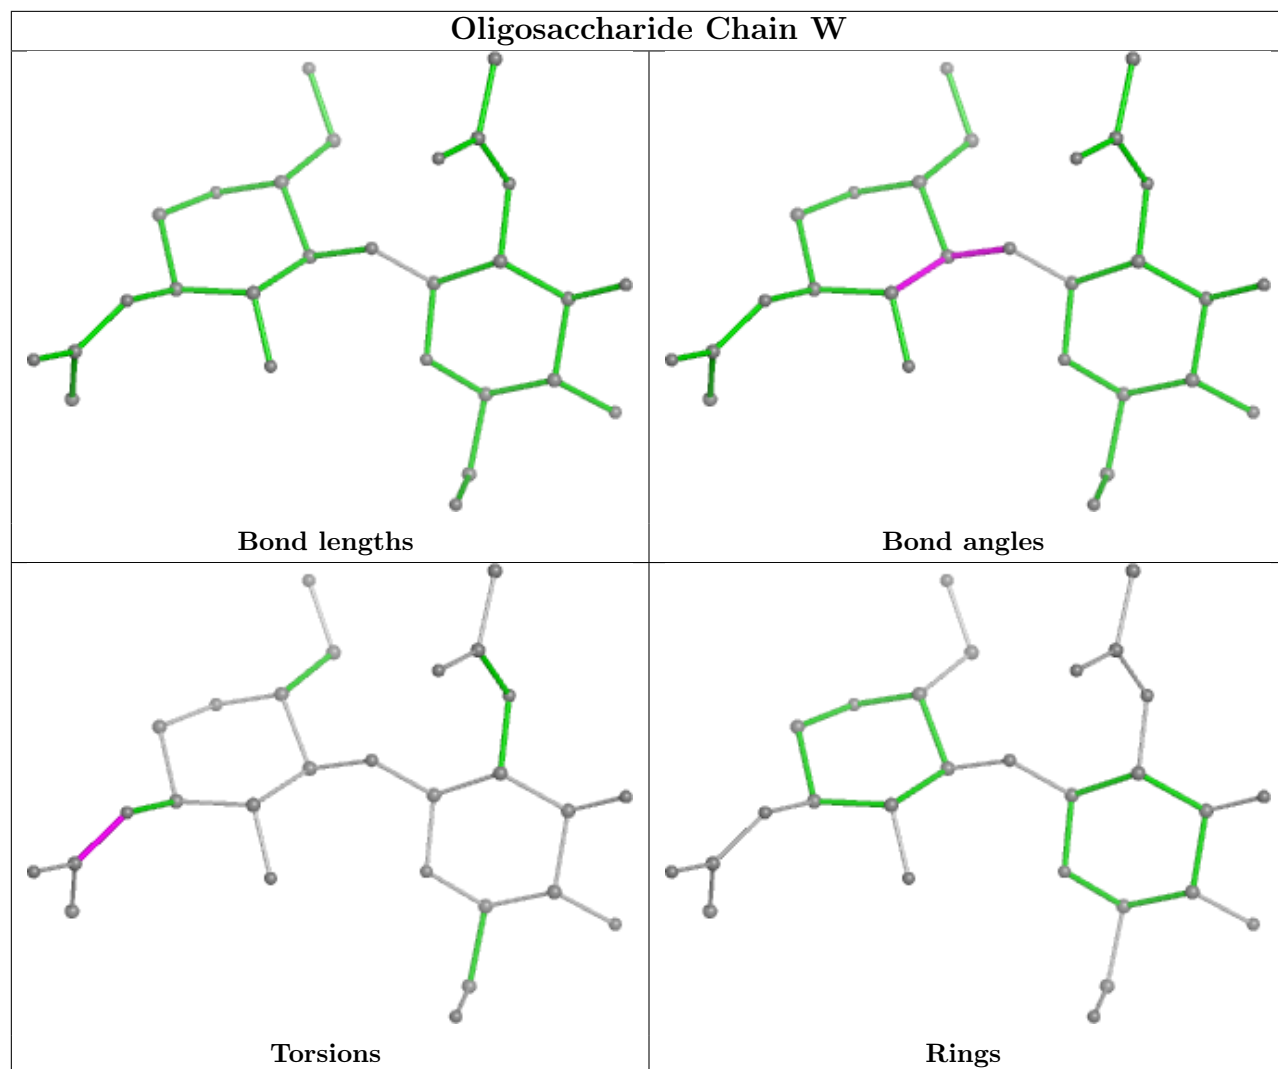 Oligosaccharide Chain W
Bond lengths
Bond angles
Torsions
Rings